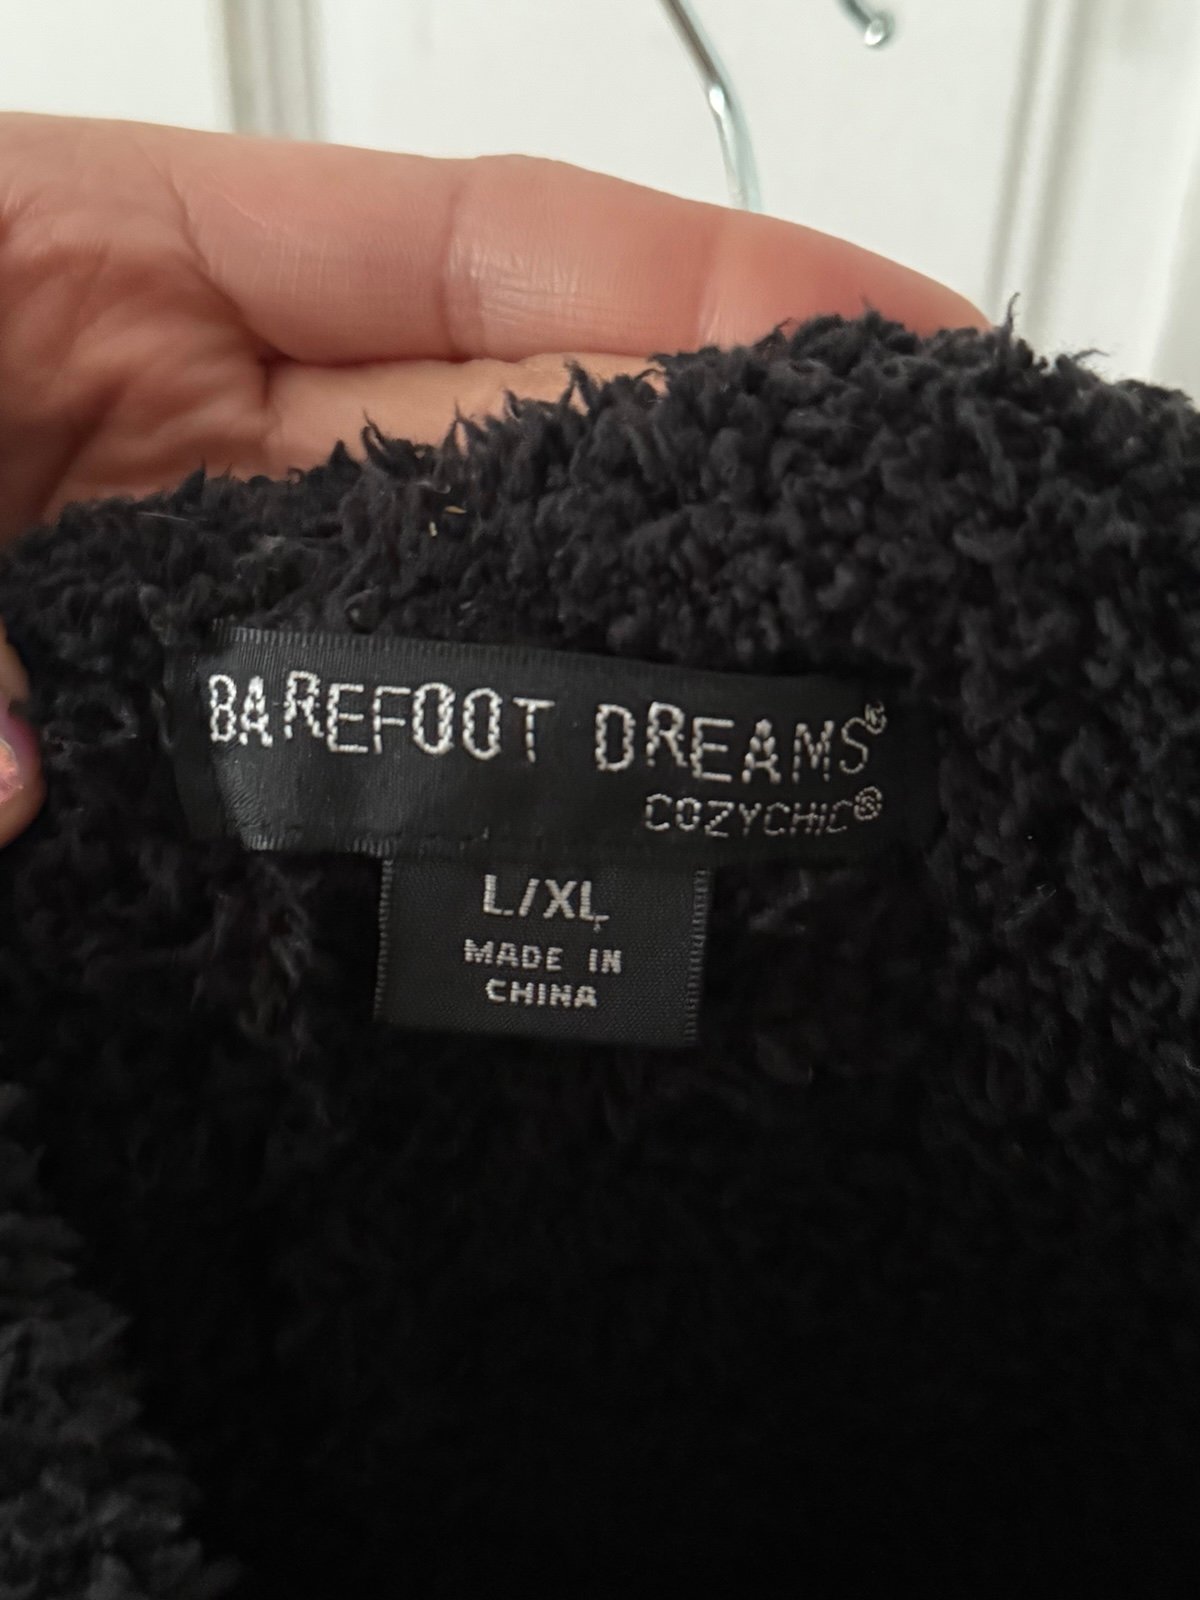 BAREFOOT DREAMS®
COZYCHIC®
L/XL
MADE IN
CHINA